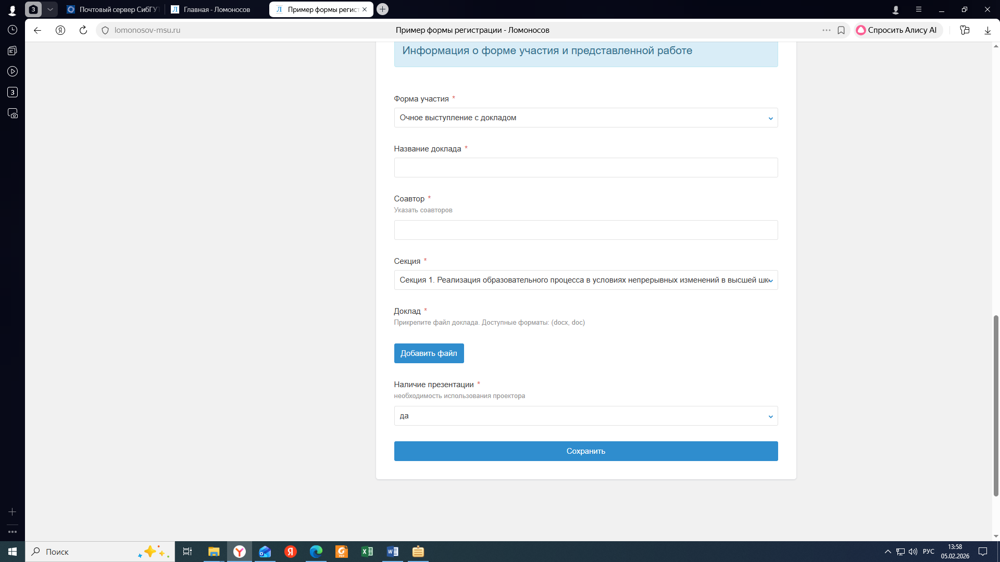 3
Почтовый сервер СибГУ
Главная - Ломоносов
Пример формы регист
lomonosov-msu.ru
Пример формы регистрации - Ломоносов
Спросить Алису AI
3
Информация о форме участия и представленной работе
Форма участия *
Очное выступление с докладом
Название доклада *
Соавтор *
Указать соавторов
Секция *
Секция 1. Реализация образовательного процесса в условиях непрерывных изменений в высшей шк
Доклад *
Прикрепите файл доклада. Доступные форматы: (docx, doc)
Добавить файл
Наличие презентации *
необходимость использования проектора
да
Сохранить
Поиск
РУС
13:58
05.02.2026